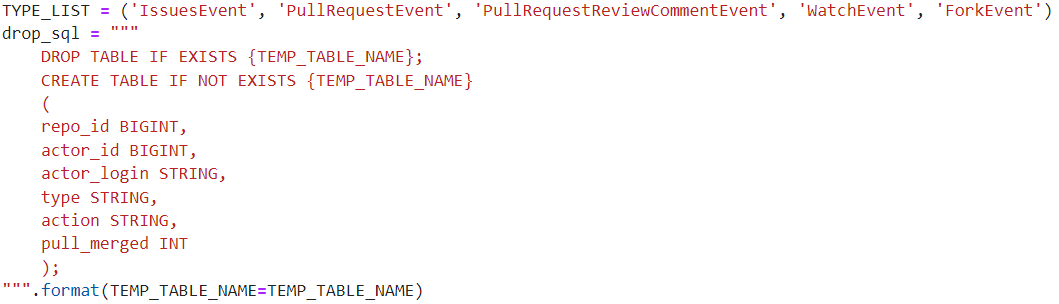 TYPE_LIST = ('IssuesEvent', 'PullRequestEvent', 'PullRequestReviewCommentEvent', 'WatchEvent', 'ForkEvent')
drop_sql = """
    DROP TABLE IF EXISTS {TEMP_TABLE_NAME};
    CREATE TABLE IF NOT EXISTS {TEMP_TABLE_NAME}
    (
    repo_id BIGINT,
    actor_id BIGINT,
    actor_login STRING,
    type STRING,
    action STRING,
    pull_merged INT
    );
""".format(TEMP_TABLE_NAME=TEMP_TABLE_NAME)